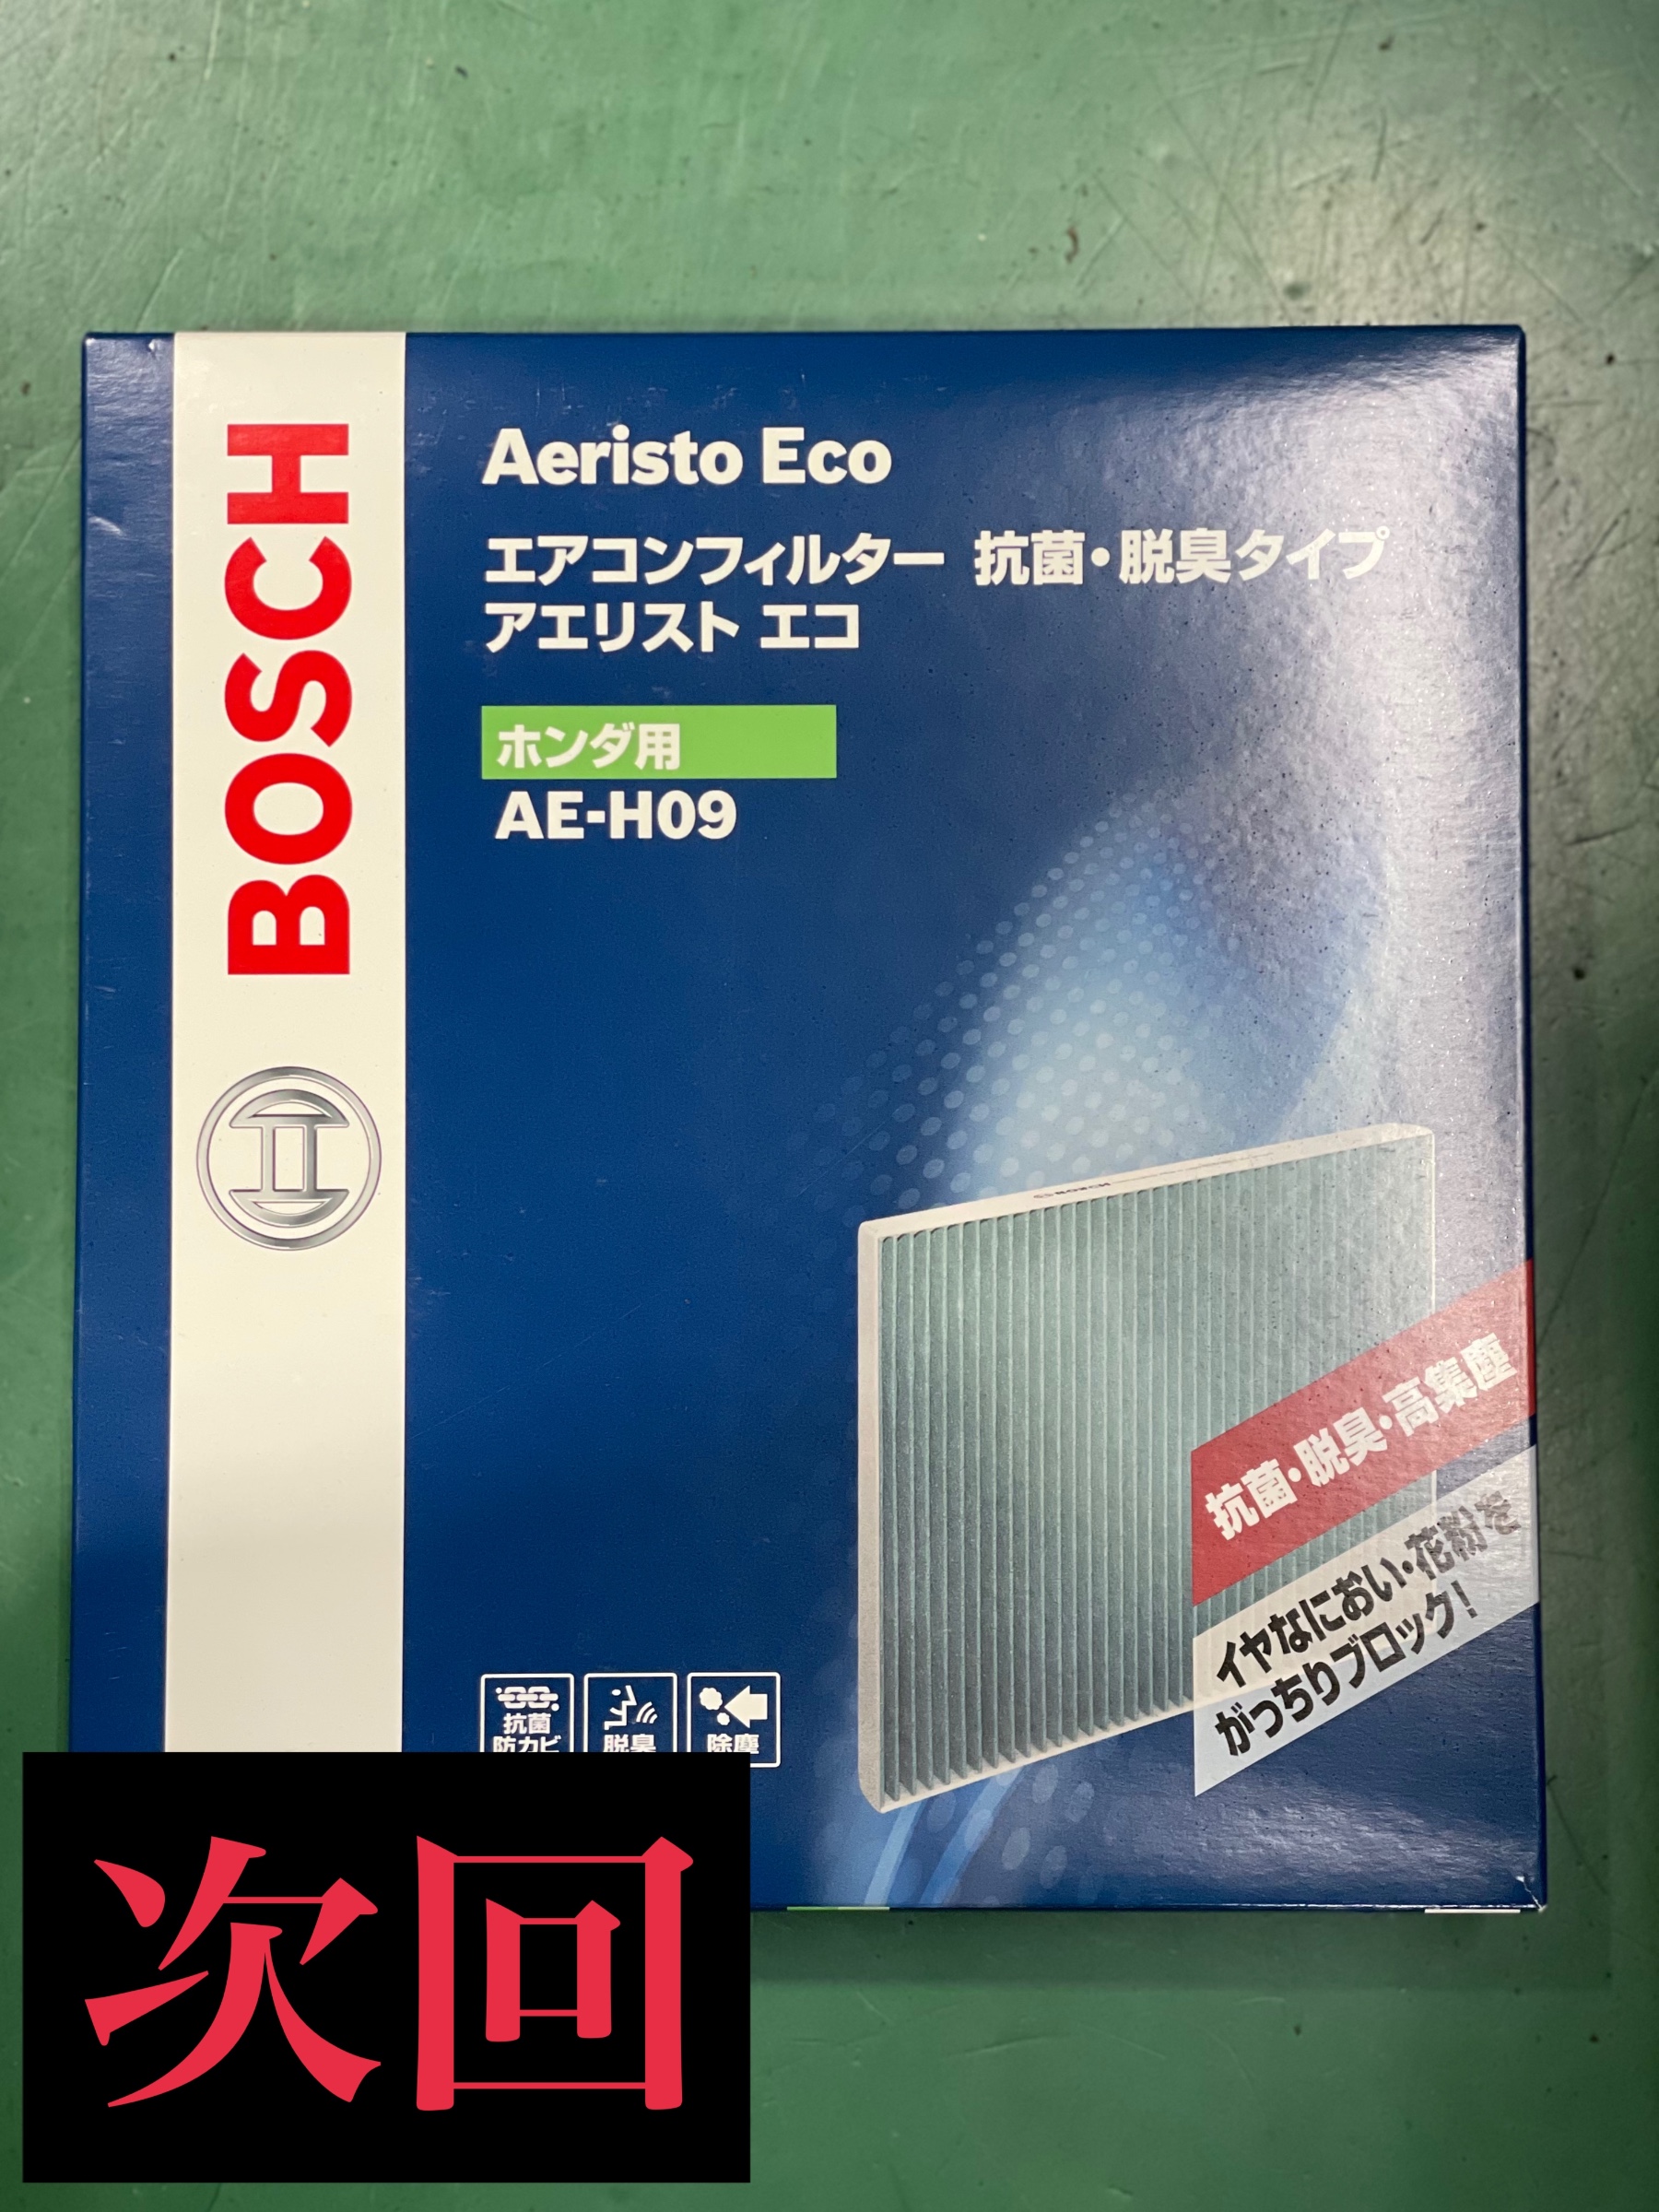 BOSCH
Aeristo Eco
エアコンフィルター 抗菌・脱臭タイプ
アエリスト エコ
ホンダ用
AE-H09
BOSCH
抗菌・脱臭・高集塵
イヤなにおい・花粉を
がっちりブロック!
抗菌
防カビ
脱臭
除塵
次回